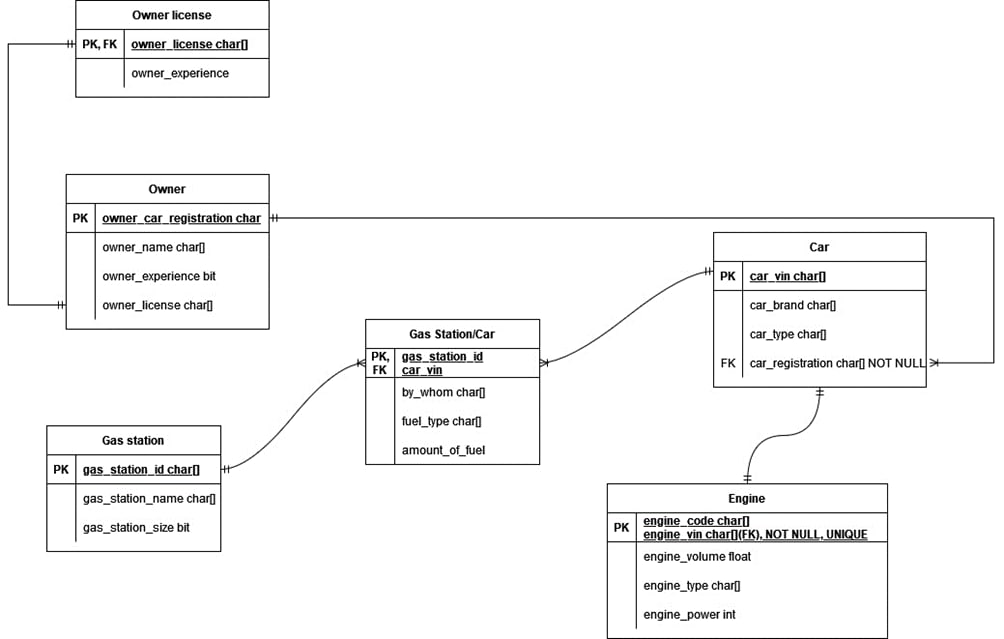 Owner license
PK, FK owner_license char[]
owner_experience
Owner
PK owner_car_registration char
owner_name char[]
owner_experience bit
owner_license char[]
Car
PK car_vin char[]
car_brand char[]
car_type char[]
FK car_registration char[] NOT NULL
Gas Station/Car
PK, gas_station_id
FK car_vin
by_whom char[]
fuel_type char[]
amount_of_fuel
Gas station
PK gas_station_id char[]
gas_station_name char[]
gas_station_size bit
Engine
PK engine_code char[]
engine_vin char[](FK), NOT NULL, UNIQUE
engine_volume float
engine_type char[]
engine_power int